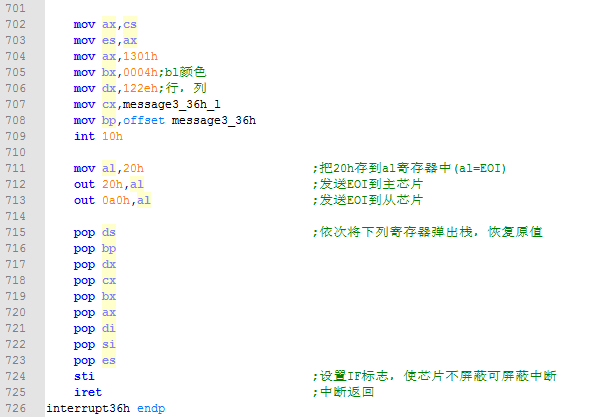 701
702 mov ax,cs
703 mov es,ax
704 mov ax,1301h
705 mov bx,0004h;bl颜色
706 mov dx,122eh;行，列
707 mov cx,message3_36h_l
708 mov bp,offset message3_36h
709 int 10h
710
711 mov al,20h ;把20h存到al寄存器中(al=EOI)
712 out 20h,al ;发送EOI到主芯片
713 out 0a0h,al ;发送EOI到从芯片
714
715 pop ds ;依次将下列寄存器弹出栈，恢复原值
716 pop bp
717 pop dx
718 pop cx
719 pop bx
720 pop ax
721 pop di
722 pop si
723 pop es
724 sti ;设置IF标志，使芯片不屏蔽可屏蔽中断
725 iret ;中断返回
726 interrupt36h endp